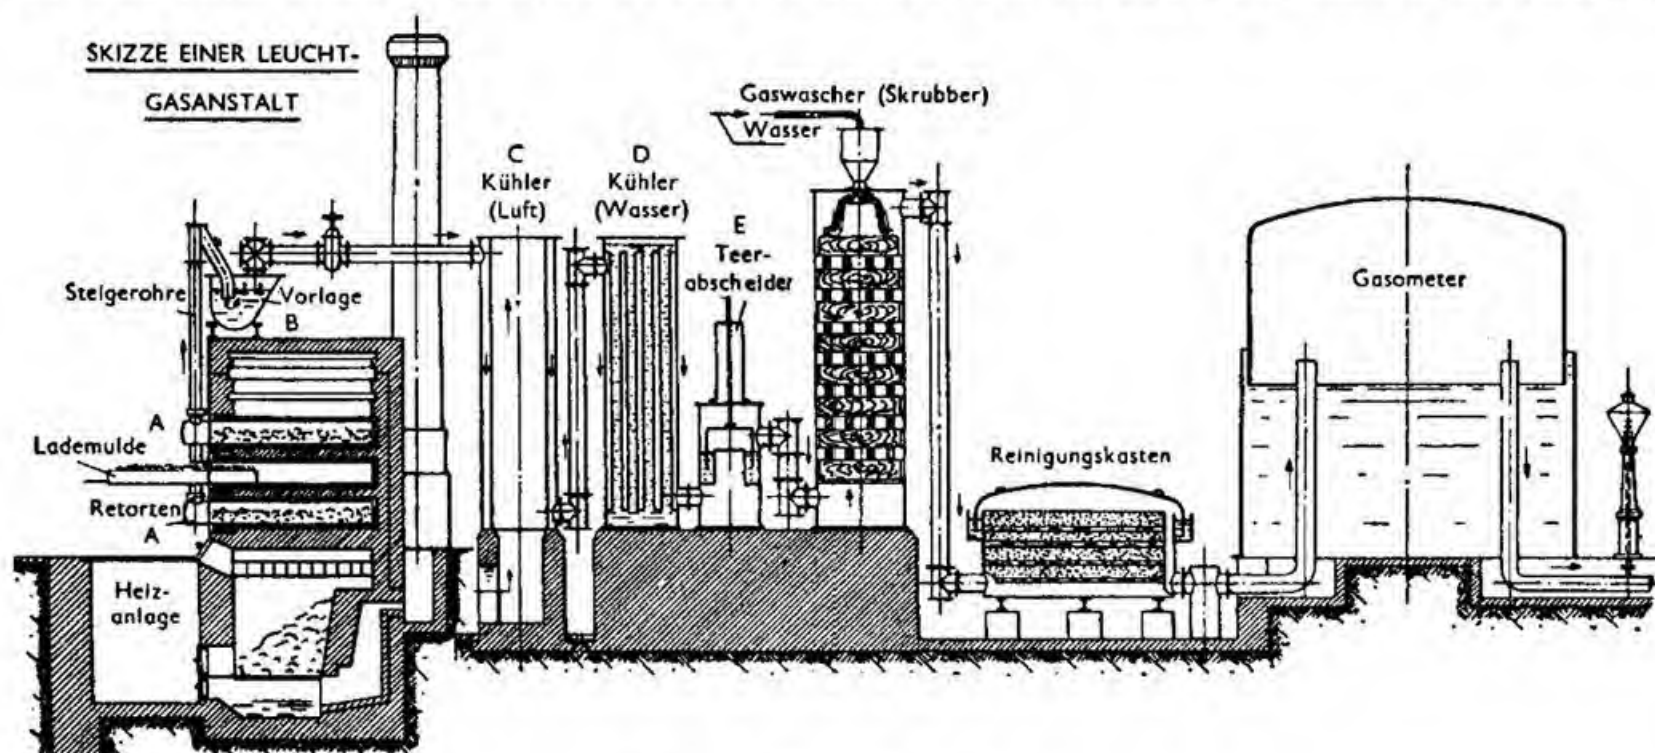 SKIZZE EINER LEUCHT-
GASANSTALT
Gaswascher (Skrubber)
Wasser
C
Kühler
(Luft)
D
Kühler
(Wasser)
E
Teer-
abscheider
Steigerohre
Vorlage
B
Gasometer
A
Lademulde
Retorten
A
Reinigungskasten
Heiz-
anlage